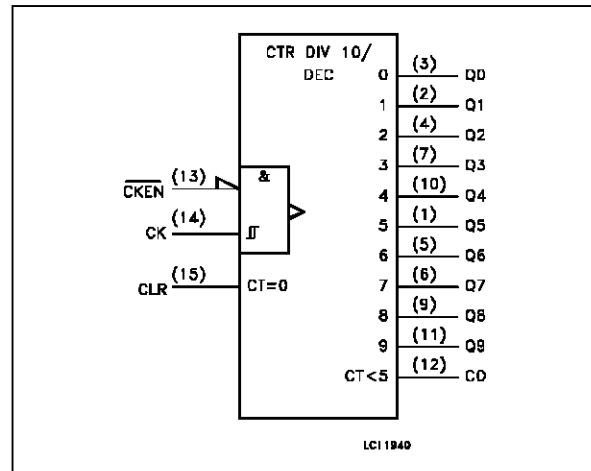 CTR DIV 10/
DEC
0 (3) Q0
1 (2) Q1
2 (4) Q2
3 (7) Q3
&
CKEN (13)
4 (10) Q4
CK (14)
5 (1) Q5
6 (5) Q6
CLR (15) CT=0
7 (6) Q7
8 (9) Q8
9 (11) Q9
CT<5 (12) CO
LC11940